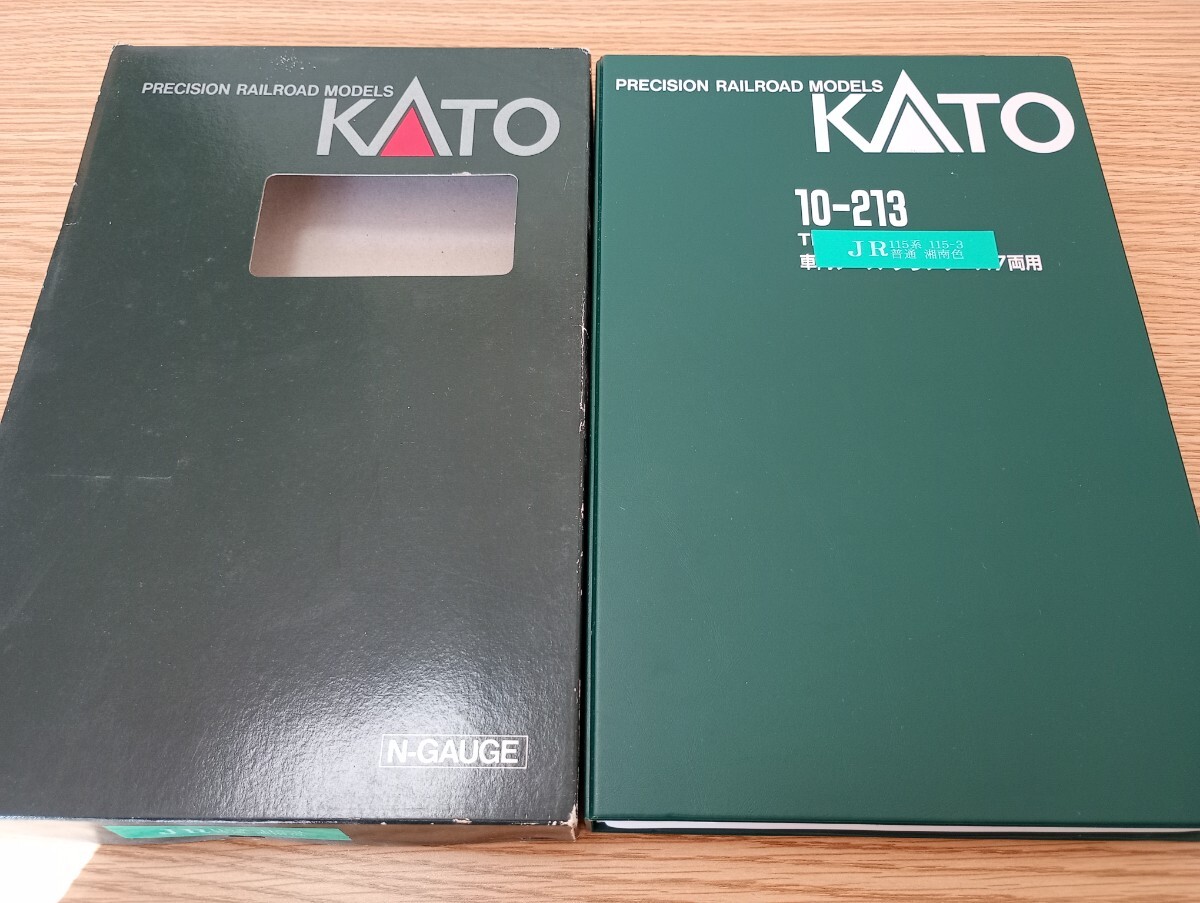 PRECISION RAILROAD MODELS
KATO
N-GAUGE
JR
PRECISION RAILROAD MODELS
KATO
10-213
JR 115系 115-3
普通 湘南色
7両用